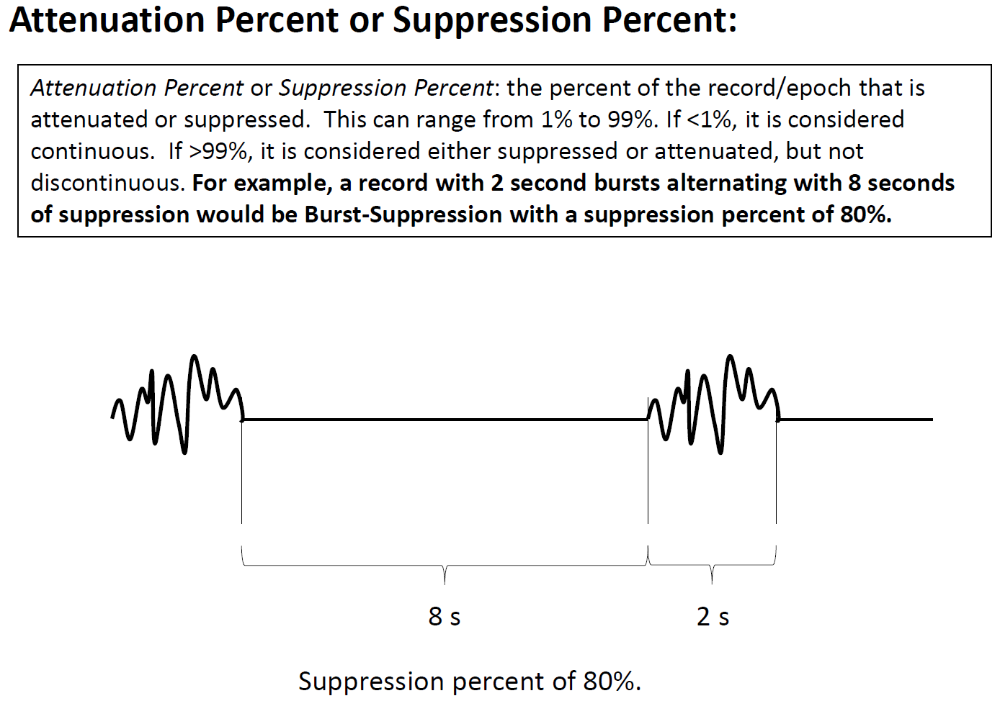 Attenuation Percent or Suppression Percent:
Attenuation Percent or Suppression Percent: the percent of the record/epoch that is
attenuated or suppressed.  This can range from 1% to 99%. If <1%, it is considered
continuous.  If >99%, it is considered either suppressed or attenuated, but not
discontinuous. For example, a record with 2 second bursts alternating with 8 seconds
of suppression would be Burst-Suppression with a suppression percent of 80%.
8 s
2 s
Suppression percent of 80%.